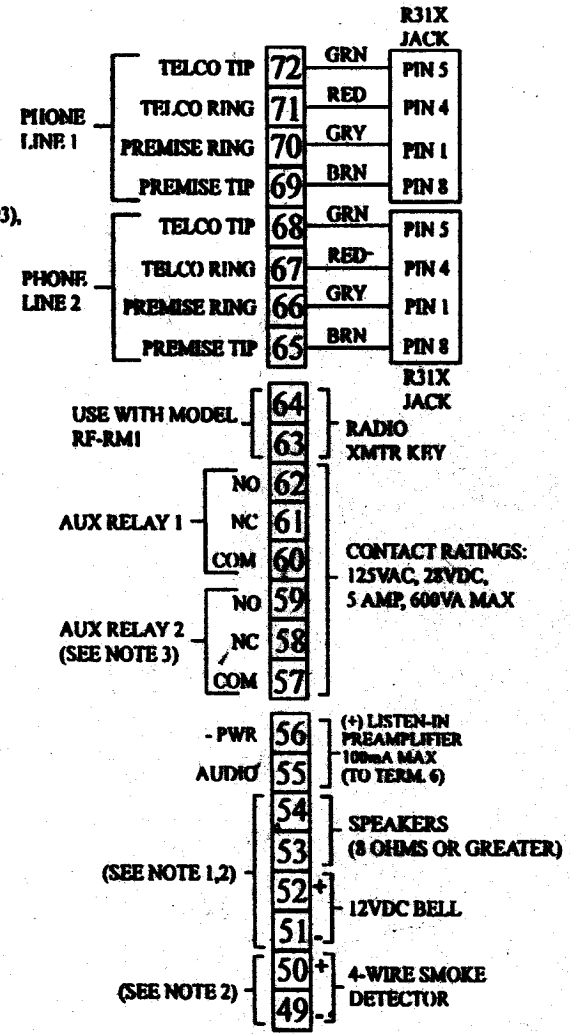 R31X
JACK
TELCO TIP 72 GRN PIN 5
TELCO RING 71 RED PIN 4
PHONE
LINE 1
PREMISE RING 70 GRY PIN 1
PREMISE TIP 69 BRN PIN 8
3),
TELCO TIP 68 GRN PIN 5
TELCO RING 67 RED PIN 4
PHONE
LINE 2
PREMISE RING 66 GRY PIN 1
PREMISE TIP 65 BRN PIN 8
R31X
JACK
USE WITH MODEL
RF-RM1
64
63
RADIO
XMTR KEY
AUX RELAY 1
NO 62
NC 61
COM 60
CONTACT RATINGS:
125VAC, 28VDC,
5 AMP, 600VA MAX
AUX RELAY 2
(SEE NOTE 3)
NO 59
NC 58
COM 57
- PWR 56
AUDIO 55
(+) LISTEN-IN
PREAMPLIFIER
100mA MAX
(TO TERM. 6)
(SEE NOTE 1,2)
54
53
SPEAKERS
(8 OHMS OR GREATER)
52 +
51 -
12VDC BELL
(SEE NOTE 2)
50 +
49 -
4-WIRE SMOKE
DETECTOR